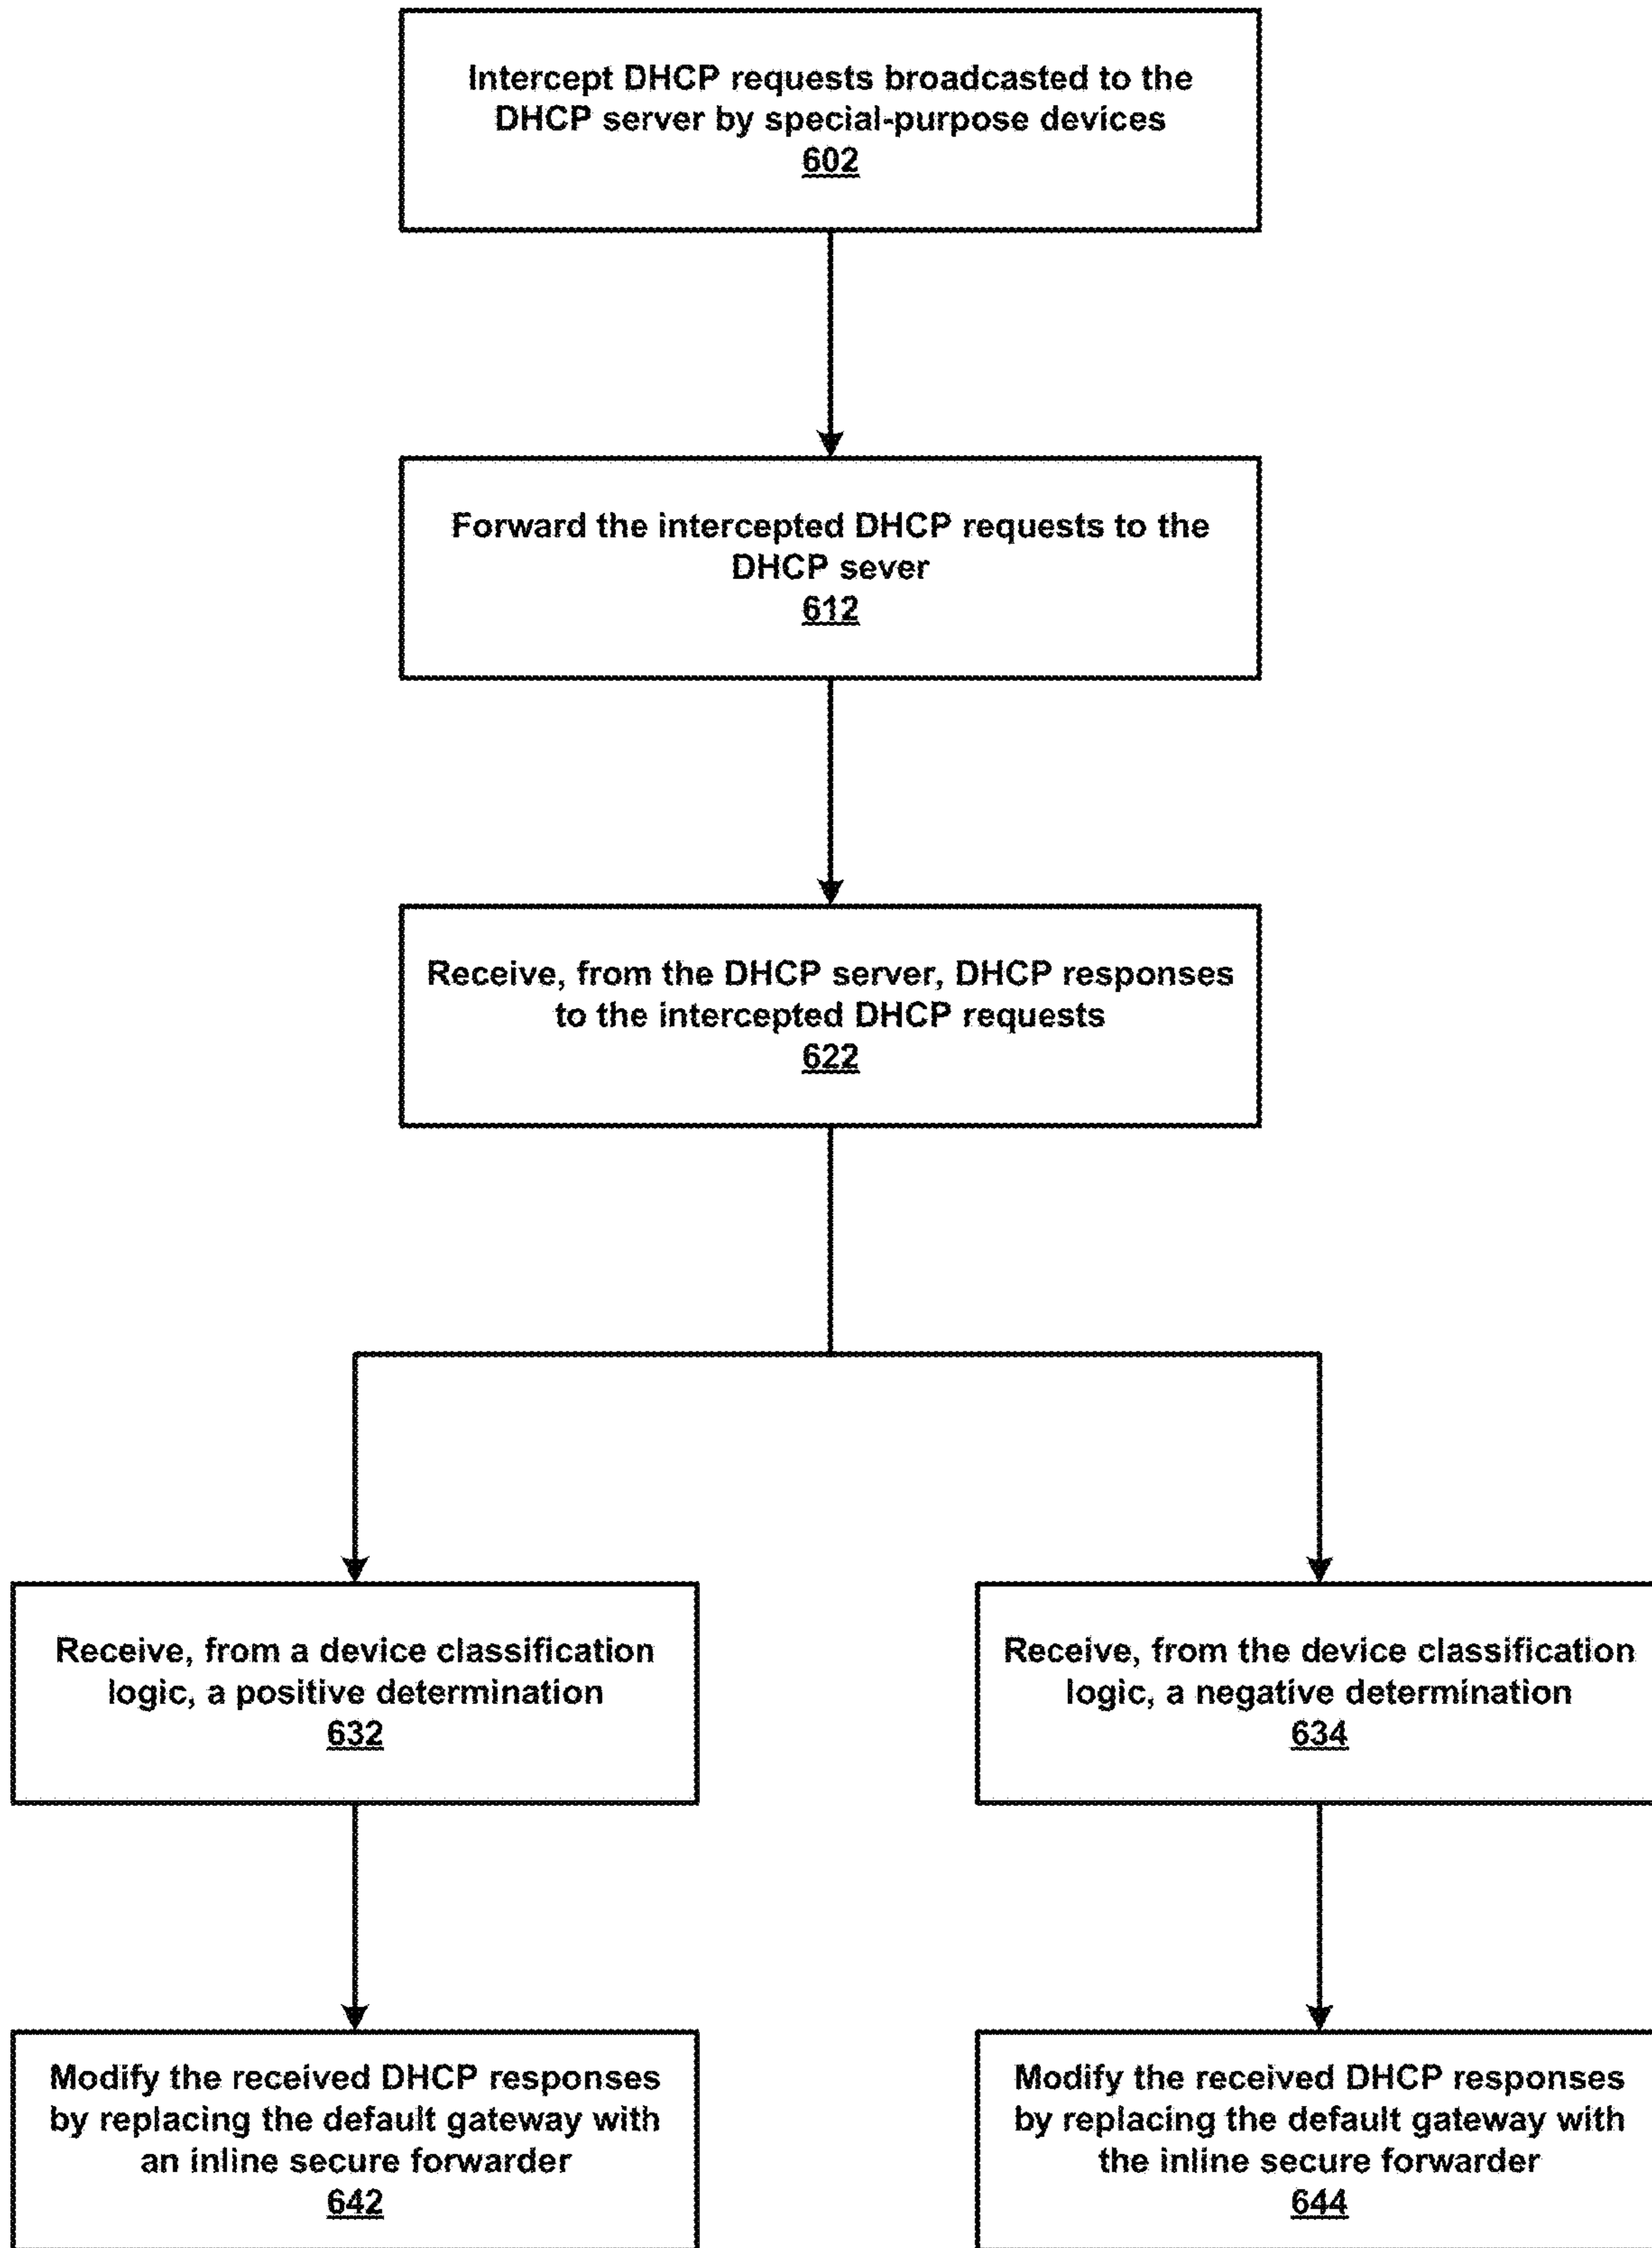 Intercept DHCP requests broadcasted to the
DHCP server by special-purpose devices
602
Forward the intercepted DHCP requests to the
DHCP sever
612
Receive, from the DHCP server, DHCP responses
to the intercepted DHCP requests
622
Receive, from a device classification
logic, a positive determination
632
Receive, from the device classification
logic, a negative determination
634
Modify the received DHCP responses
by replacing the default gateway with
an inline secure forwarder
642
Modify the received DHCP responses
by replacing the default gateway with
the inline secure forwarder
644